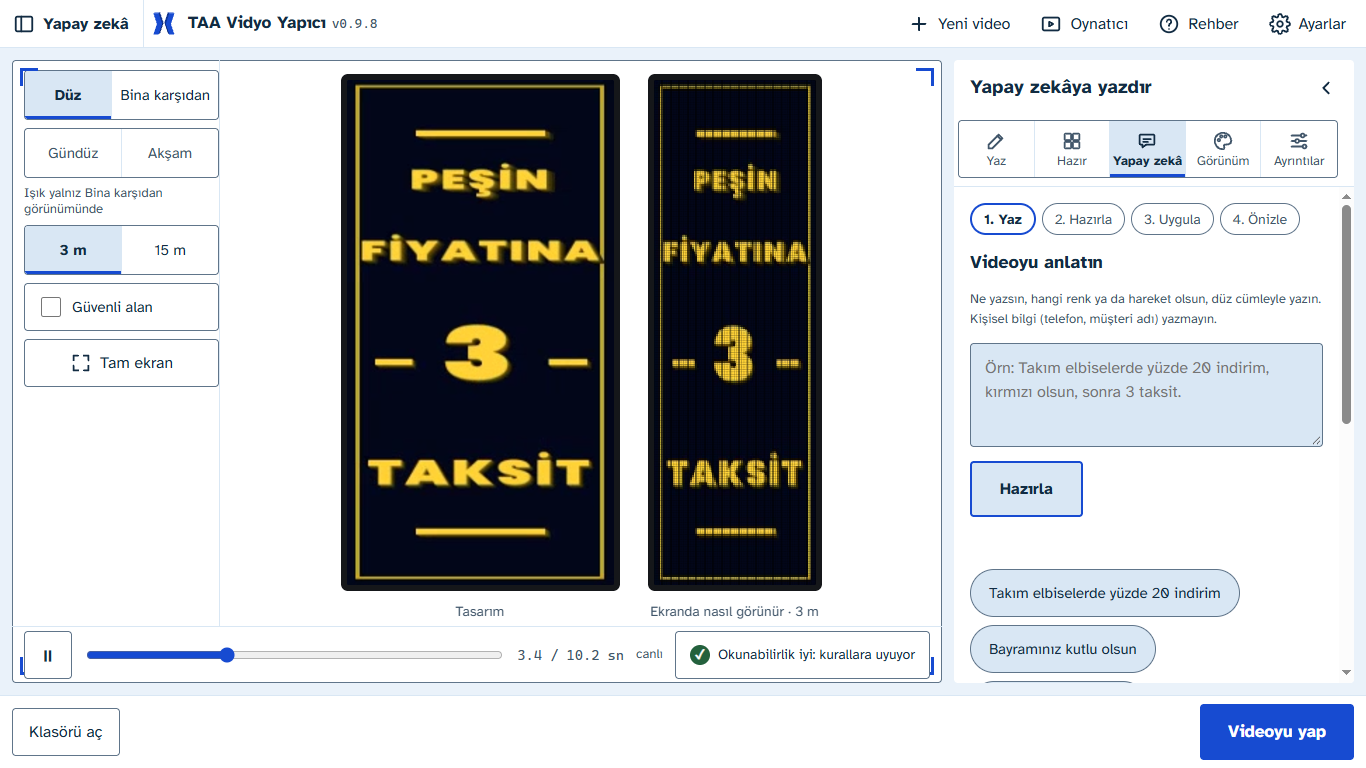 Yapay zekâ
TAA Vidyo Yapıcı v0.9.8
Yeni video
Oynatıcı
Rehber
Ayarlar
Düz
Bina karşıdan
Gündüz
Akşam
Işık yalnız Bina karşıdan
görünümünde
3 m
15 m
Güvenli alan
Tam ekran
PEŞİN
FİYATINA
3
TAKSİT
Tasarım
PEŞİN
FİYATINA
3
TAKSİT
Ekranda nasıl görünür · 3 m
3.4 / 10.2 sn
canlı
Okunabilirlik iyi: kurallara uyuyor
Yapay zekâya yazdır
Yaz
Hazır
Yapay zekâ
Görünüm
Ayrıntılar
1. Yaz
2. Hazırla
3. Uygula
4. Önizle
Videoyu anlatın
Ne yazsın, hangi renk ya da hareket olsun, düz cümleyle yazın.
Kişisel bilgi (telefon, müşteri adı) yazmayın.
Örn: Takım elbiselerde yüzde 20 indirim,
kırmızı olsun, sonra 3 taksit.
Hazırla
Takım elbiselerde yüzde 20 indirim
Bayramınız kutlu olsun
Klasörü aç
Videoyu yap